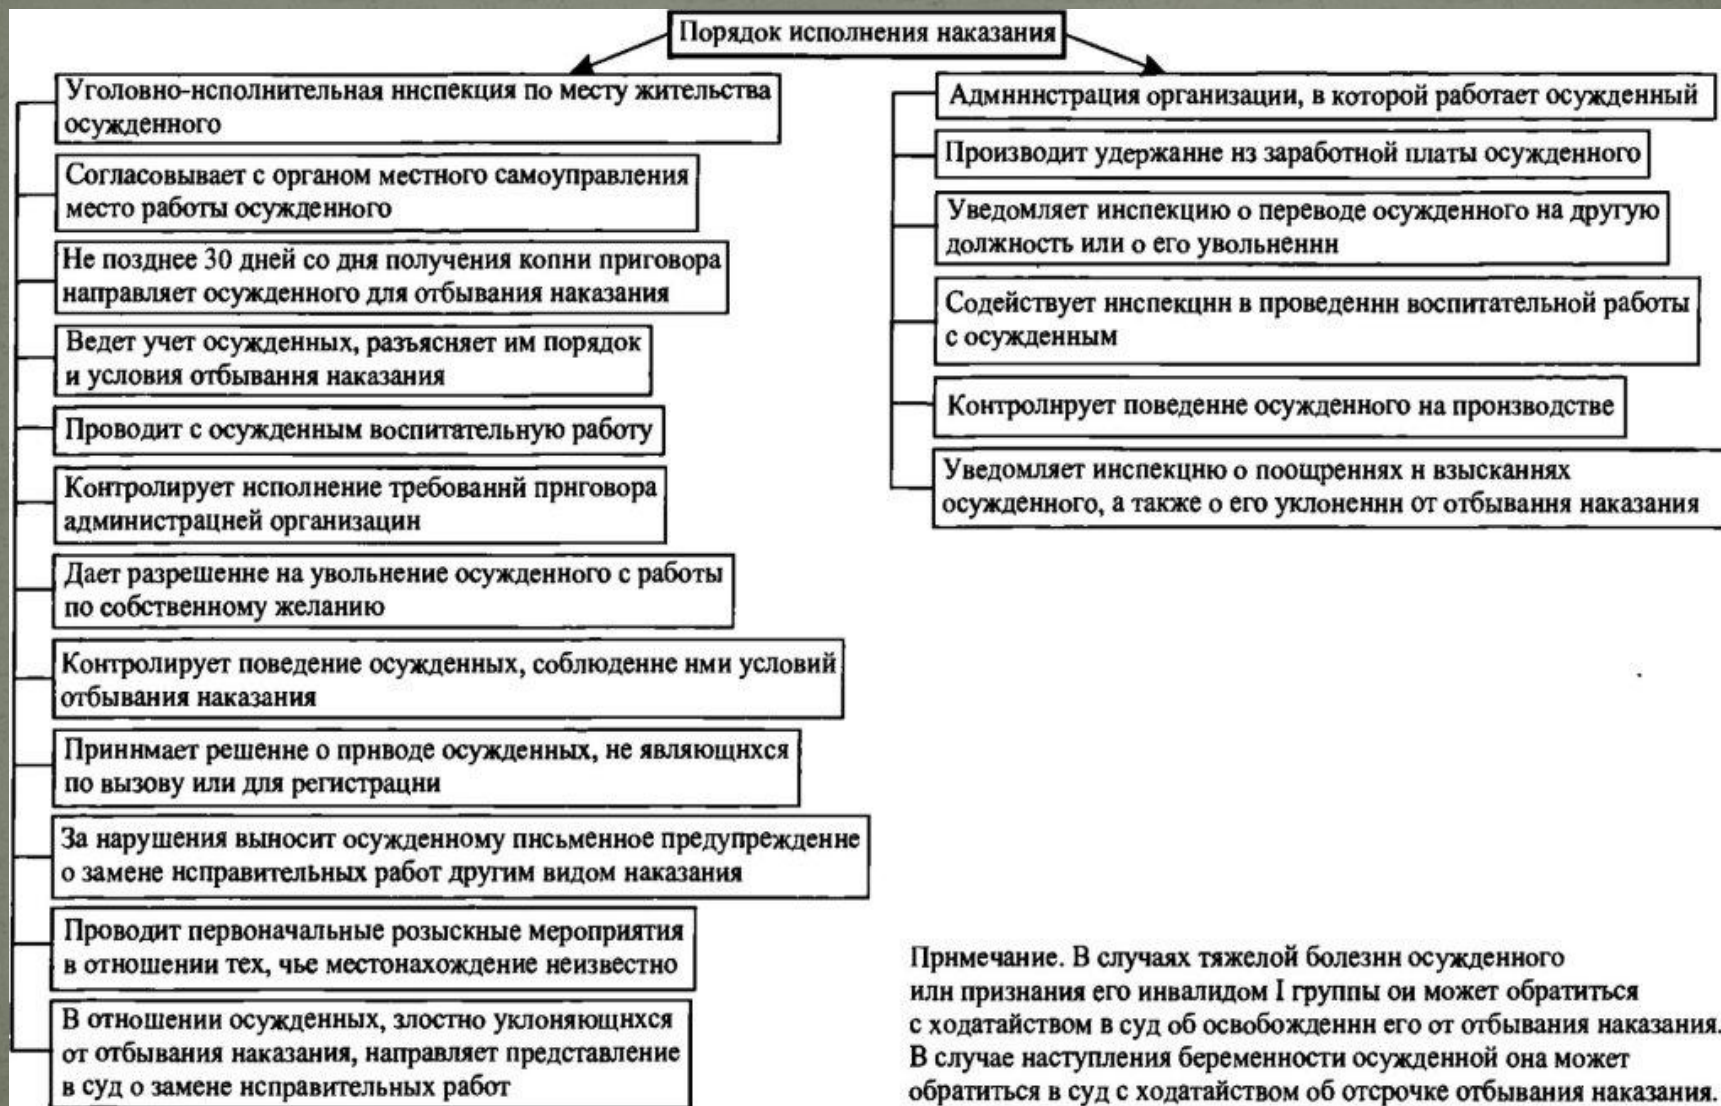 Порядок исполнения наказания
Уголовно-исполнительная инспекция по месту жительства
осужденного
Согласовывает с органом местного самоуправления
место работы осужденного
Не позднее 30 дней со дня получения копии приговора
направляет осужденного для отбывания наказания
Ведет учет осужденных, разъясняет им порядок
и условия отбывания наказания
Проводит с осужденным воспитательную работу
Контролирует исполнение требований приговора
администрацией организации
Дает разрешение на увольнение осужденного с работы
по собственному желанию
Контролирует поведение осужденных, соблюдение ими условий
отбывания наказания
Принимает решение о приводе осужденных, не являющихся
по вызову или для регистрации
За нарушения выносит осужденному письменное предупреждение
о замене исправительных работ другим видом наказания
Проводит первоначальные розыскные мероприятия
в отношении тех, чье местонахождение неизвестно
В отношении осужденных, злостно уклоняющихся
от отбывания наказания, направляет представление
в суд о замене исправительных работ
Администрация организации, в которой работает осужденный
Производит удержание из заработной платы осужденного
Уведомляет инспекцию о переводе осужденного на другую
должность или о его увольнении
Содействует инспекции в проведении воспитательной работы
с осужденным
Контролирует поведение осужденного на производстве
Уведомляет инспекцию о поощрениях и взысканиях
осужденного, а также о его уклонении от отбывания наказания
Примечание. В случаях тяжелой болезни осужденного
или признания его инвалидом I группы он может обратиться
с ходатайством в суд об освобождении его от отбывания наказания.
В случае наступления беременности осужденной она может
обратиться в суд с ходатайством об отсрочке отбывания наказания.